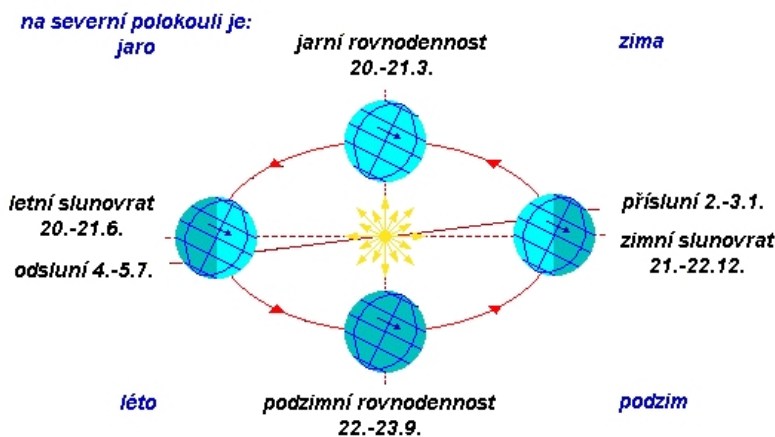 na severní polokouli je:
jaro
jarní rovnodennost
20.-21.3.
zima
letní slunovrat
20.-21.6.
odsluní 4.-5.7.
přísluní 2.-3.1.
zimní slunovrat
21.-22.12.
léto
podzimní rovnodennost
22.-23.9.
podzim